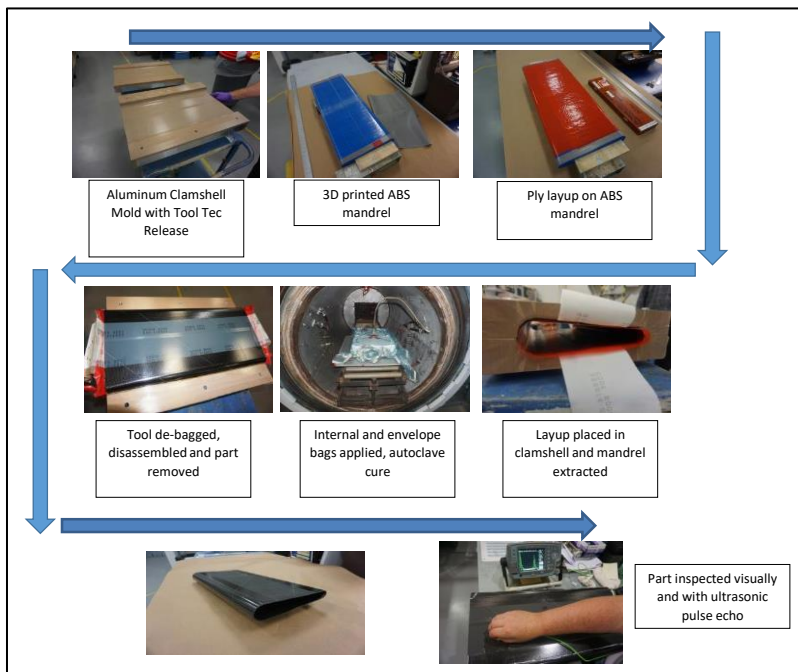 Aluminum Clamshell
Mold with Tool Tec
Release
3D printed ABS
mandrel
Ply layup on ABS
mandrel
Tool de-bagged,
disassembled and part
removed
Internal and envelope
bags applied, autoclave
cure
Layup placed in
clamshell and mandrel
extracted
Part inspected visually
and with ultrasonic
pulse echo